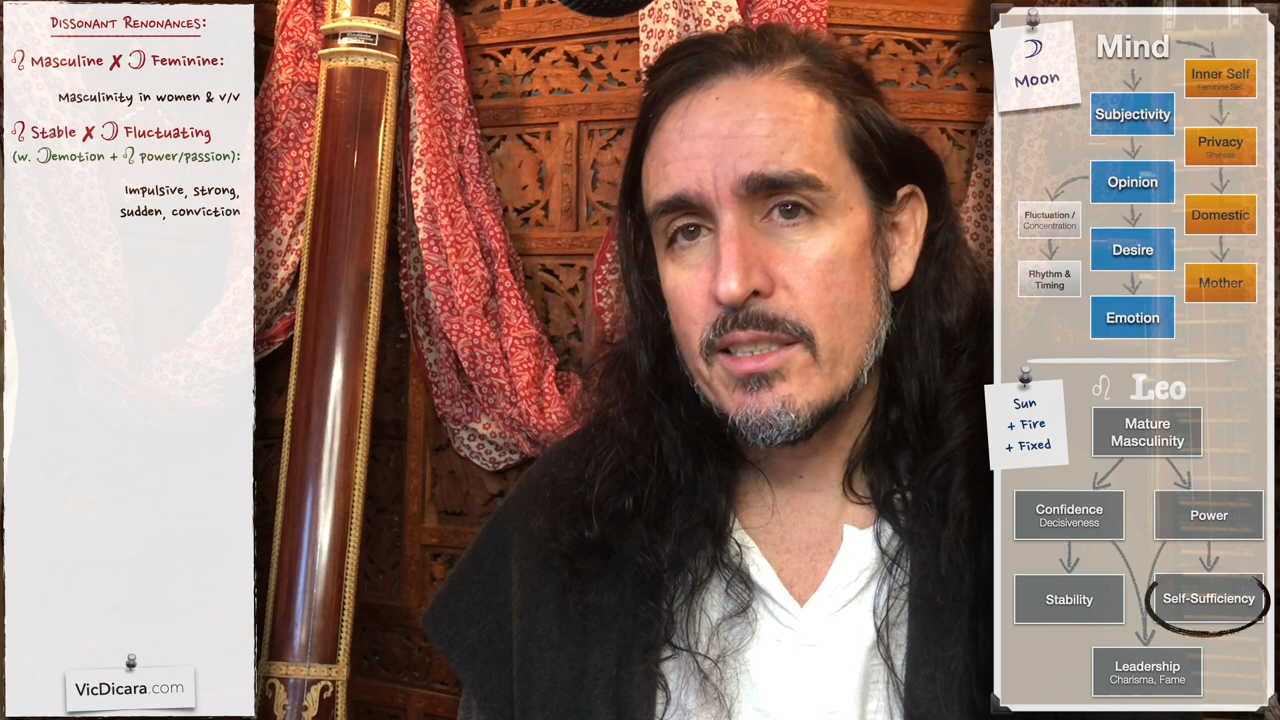 Dissonant Renonances:
♌ Masculine ✗ ☽ Feminine:
Masculinity in women & v/v
♌ Stable ✗ ☽ Fluctuating
(w. ☽emotion + ♌ power/passion):
Impulsive, strong,
sudden, conviction
VicDicara.com
☽
Moon
Mind
Inner Self
Feminine Self
Subjectivity
Privacy
Shyness
Opinion
Fluctuation /
Concentration
Domestic
Desire
Rhythm &
Timing
Mother
Emotion
Sun
+ Fire
+ Fixed
♌ Leo
Mature
Masculinity
Confidence
Decisiveness
Power
Stability
Self-Sufficiency
Leadership
Charisma, Fame